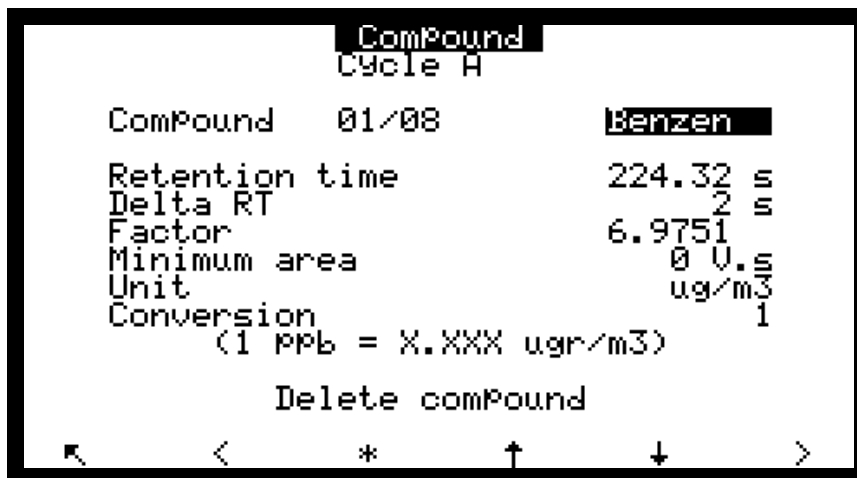 Compound
Cycle A
Compound 01/08 Benzen
Retention time 224.32 s
Delta RT 2 s
Factor 6.9751
Minimum area 0 V.s
Unit ug/m3
Conversion 1
(1 ppb = X.XXX ugr/m3)
Delete compound
↖ < * ↑ ↓ >